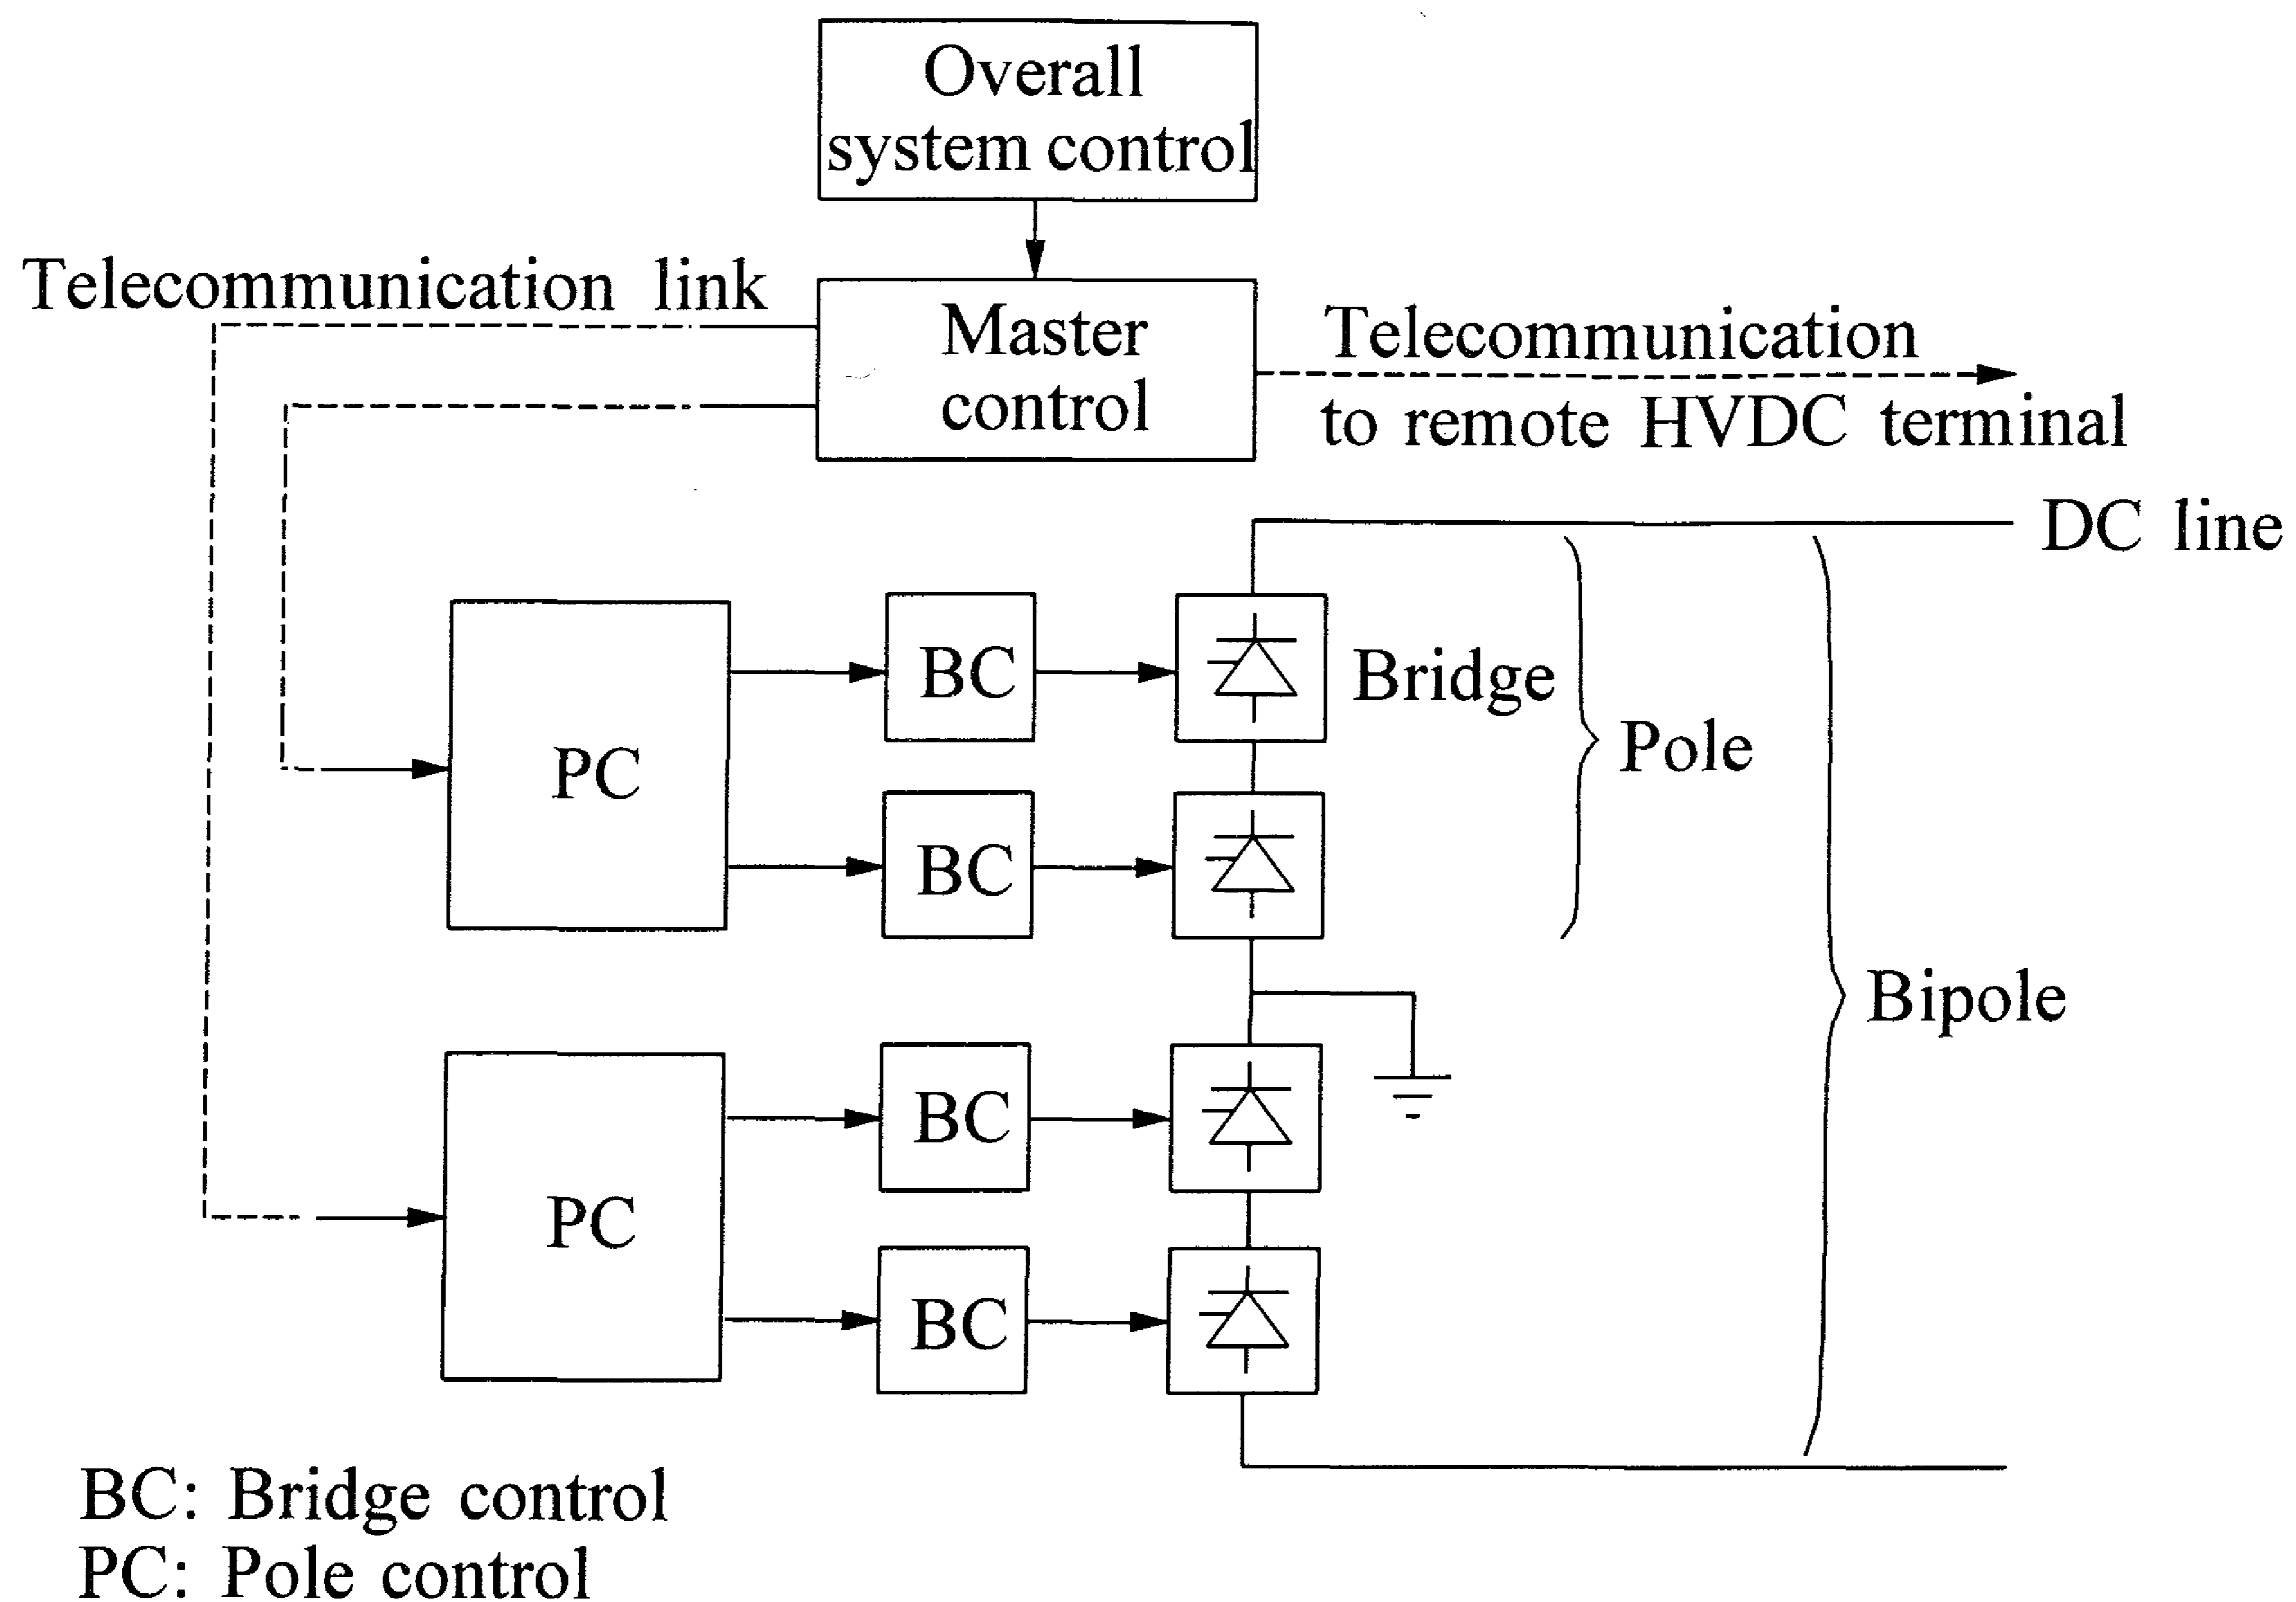 Overall
system control
Telecommunication link
Master
control
Telecommunication
to remote HVDC terminal
DC line
PC
BC
Bridge
Pole
BC
Bipole
PC
BC
BC
BC: Bridge control
PC: Pole control